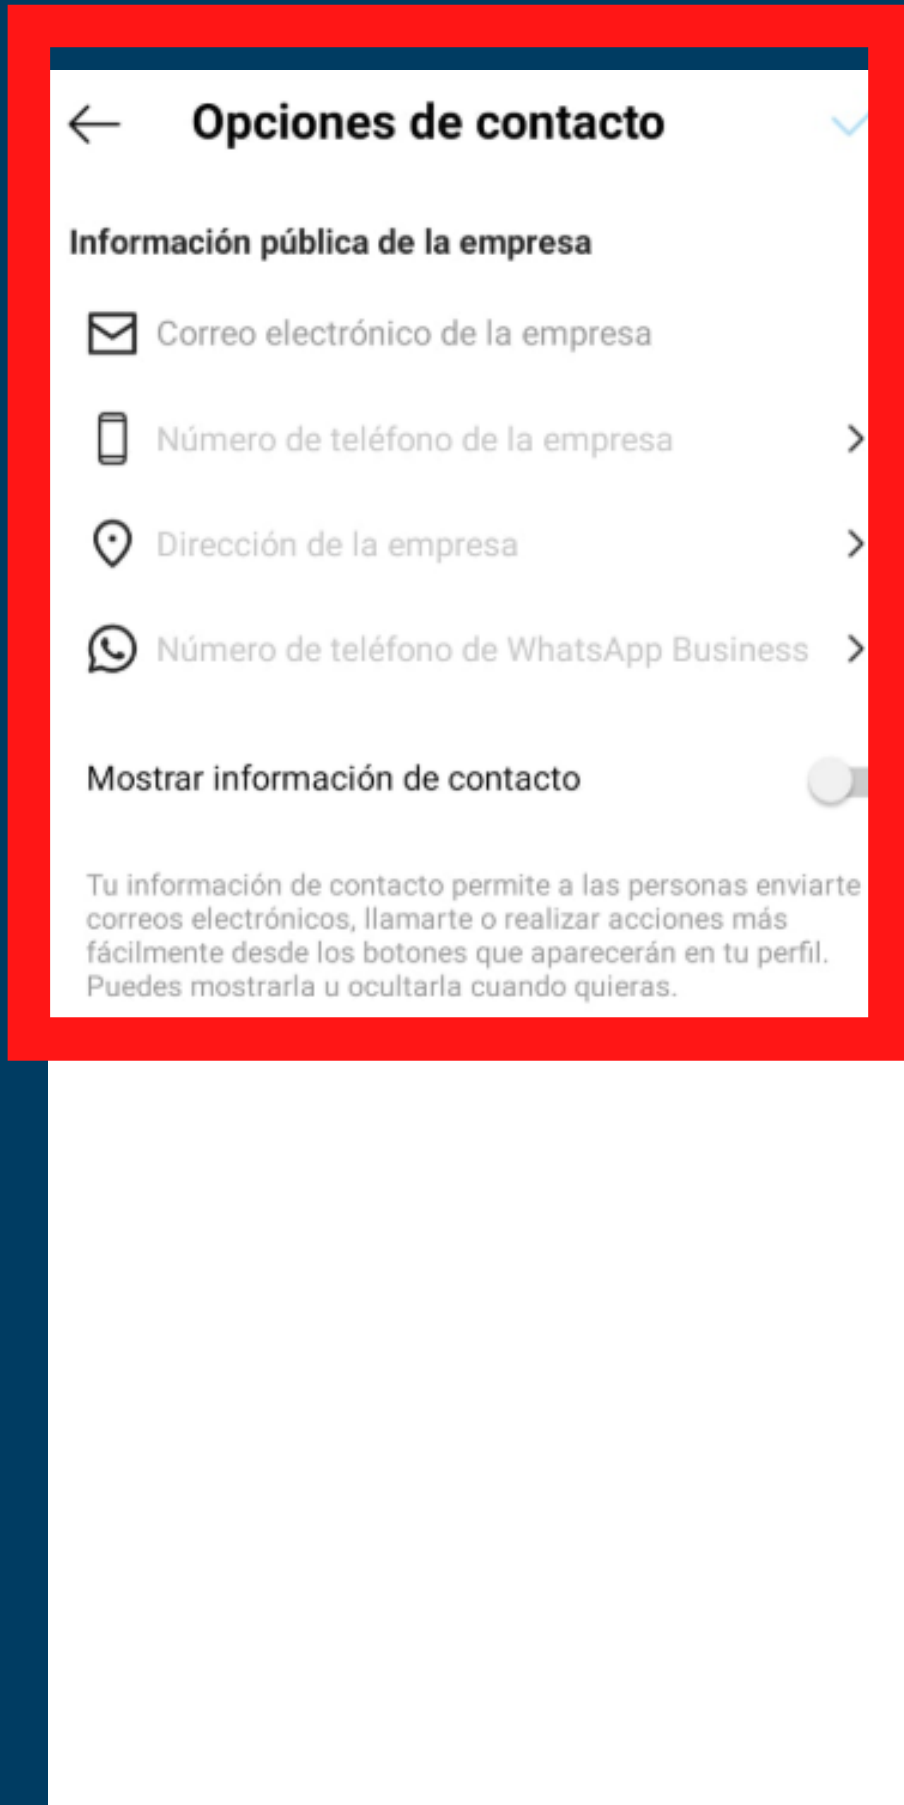 Opciones de contacto
Información pública de la empresa
Correo electrónico de la empresa
Número de teléfono de la empresa
Dirección de la empresa
Número de teléfono de WhatsApp Business
Mostrar información de contacto
Tu información de contacto permite a las personas enviarte
correos electrónicos, llamarte o realizar acciones más
fácilmente desde los botones que aparecerán en tu perfil.
Puedes mostrarla u ocultarla cuando quieras.